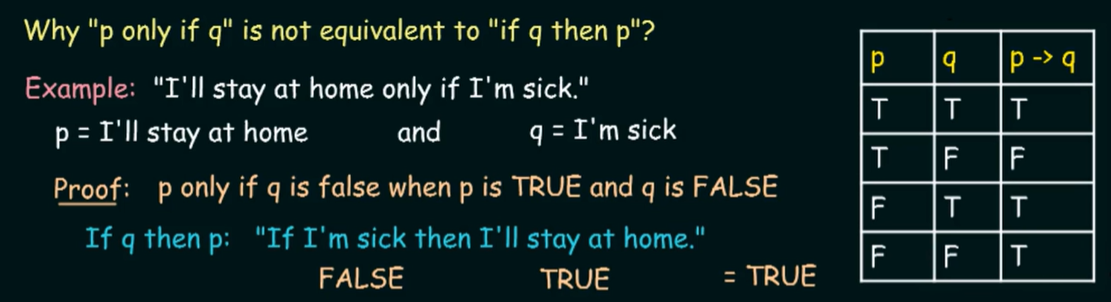 Why "p only if q" is not equivalent to "if q then p"?
Example: "I'll stay at home only if I'm sick."
p = I'll stay at home and q = I'm sick
Proof: p only if q is false when p is TRUE and q is FALSE
If q then p: "If I'm sick then I'll stay at home."
FALSE TRUE = TRUE
p q p -> q
T T T
T F F
F T T
F F T